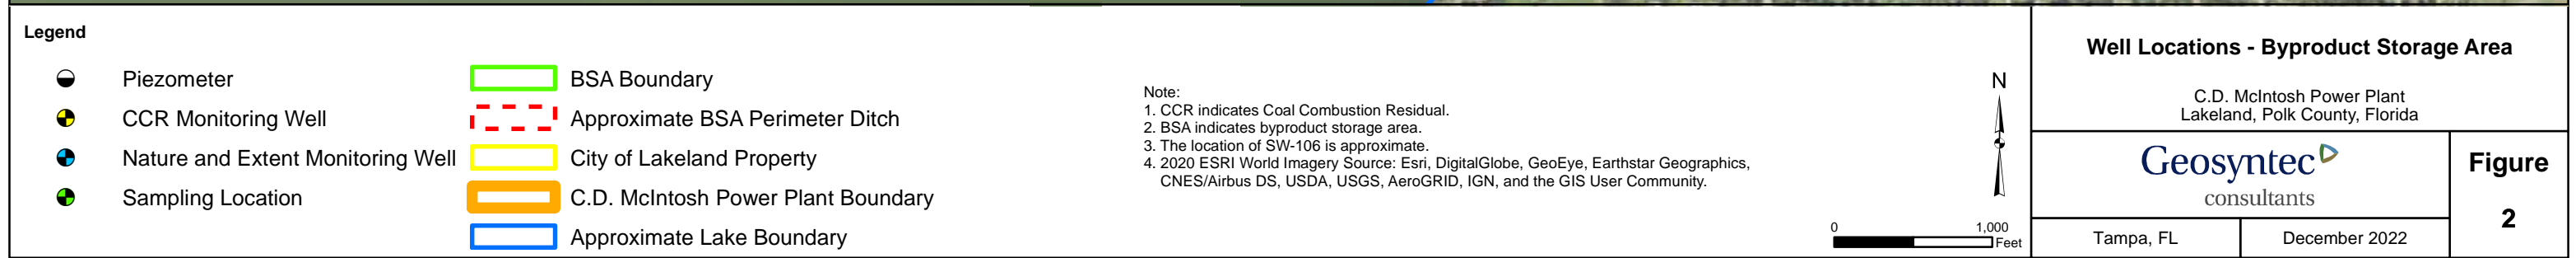 Legend
Piezometer
CCR Monitoring Well
Nature and Extent Monitoring Well
Sampling Location
BSA Boundary
Approximate BSA Perimeter Ditch
City of Lakeland Property
C.D. McIntosh Power Plant Boundary
Approximate Lake Boundary
Note:
1. CCR indicates Coal Combustion Residual.
2. BSA indicates byproduct storage area.
3. The location of SW-106 is approximate.
4. 2020 ESRI World Imagery Source: Esri, DigitalGlobe, GeoEye, Earthstar Geographics,
CNES/Airbus DS, USDA, USGS, AeroGRID, IGN, and the GIS User Community.
N
0 1,000
Feet
Well Locations - Byproduct Storage Area
C.D. McIntosh Power Plant
Lakeland, Polk County, Florida
Geosyntec
consultants
Figure
2
Tampa, FL
December 2022